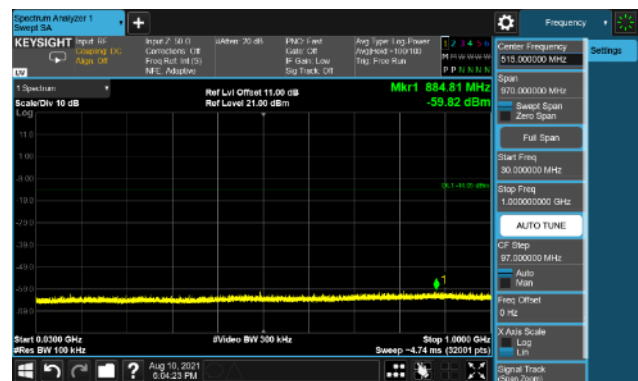 Spectrum Analyzer 1
Swept SA
Frequency
KEYSIGHT
Input: RF
Coupling: DC
Align: Off
Input Z: 50 Ω
Corrections: Off
Freq Ref: Int (S)
NFE: Adaptive
#Atten: 20 dB
PNO: Fast
Gate: Off
IF Gain: Low
Sig Track: Off
Avg Type: Log-Power
Avg|Hold: >100/100
Trig: Free Run
1 2 3 4 5 6
M W W W W W
P P N N N N
LXI
1 Spectrum
Scale/Div 10 dB
Log
Ref Lvl Offset 11.00 dB
Ref Level 21.00 dBm
Mkr1 884.81 MHz
-59.82 dBm
11.0
1.00
-9.00
-19.0
-29.0
-39.0
-49.0
-59.0
-69.0
1
Start 0.0300 GHz
#Res BW 100 kHz
#Video BW 300 kHz
Stop 1.0000 GHz
Sweep ~4.74 ms (32001 pts)
Aug 10, 2021
6:04:23 PM
Center Frequency
515.000000 MHz
Settings
Span
970.000000 MHz
Swept Span
Zero Span
Full Span
Start Freq
30.000000 MHz
Stop Freq
1.000000000 GHz
AUTO TUNE
CF Step
97.000000 MHz
Auto
Man
Freq Offset
0 Hz
X Axis Scale
Log
Lin
Signal Track
(Span Zoom)